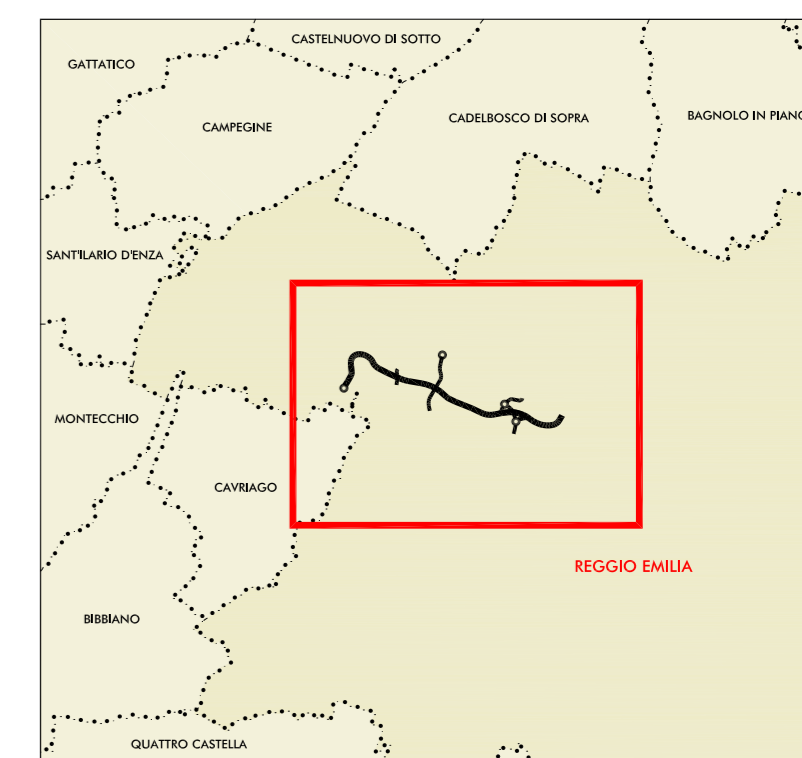 CASTELNUOVO DI SOTTO
GATTATICO
CAMPEGINE
CADELBOSCO DI SOPRA
BAGNOLO IN PIANO
SANT'ILARIO D'ENZA
MONTECCHIO
CAVRIAGO
REGGIO EMILIA
BIBBIANO
QUATTRO CASTELLA